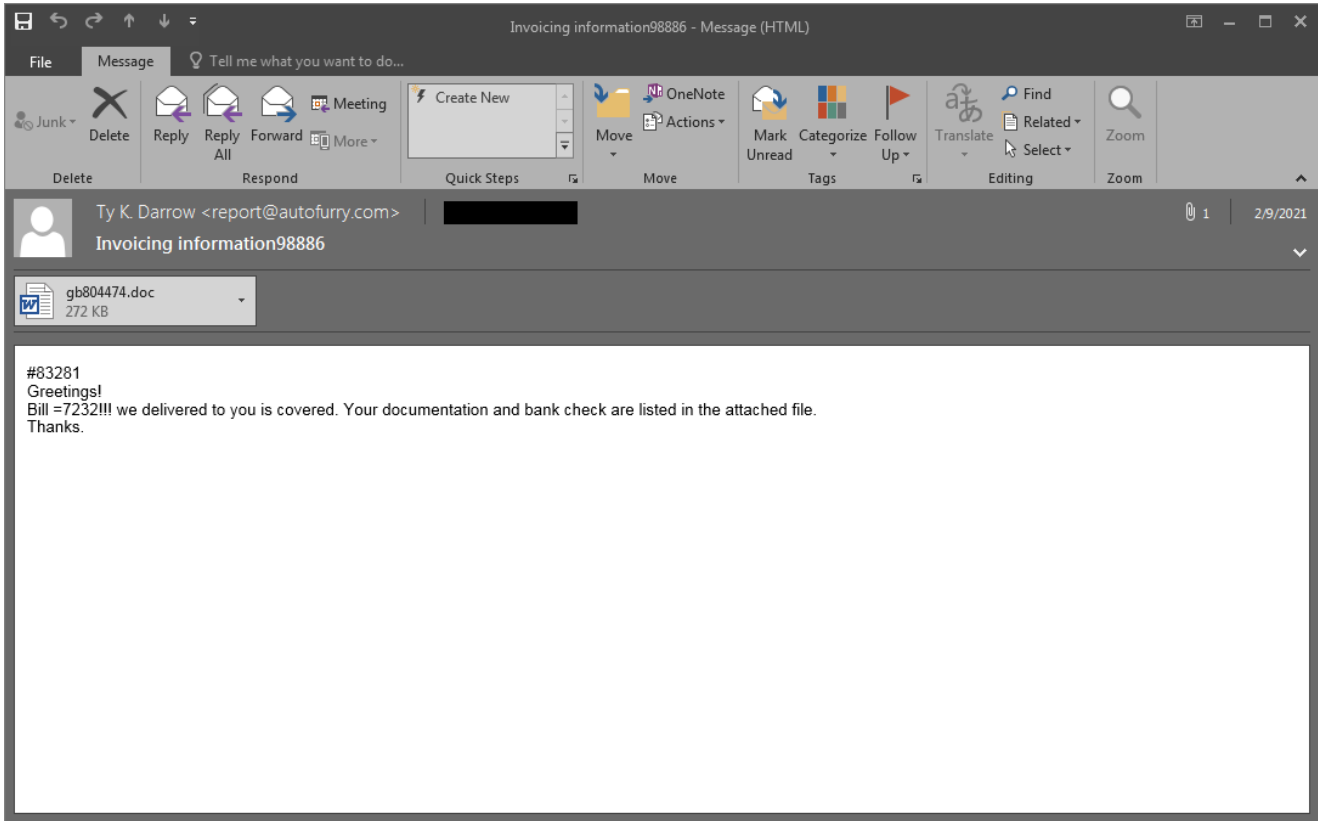 Invoicing information98886 - Message (HTML)
File Message Tell me what you want to do...
Junk
Delete
Reply
Reply All
Forward
Meeting
More
Create New
Move
OneNote
Actions
Mark Unread
Categorize
Follow Up
Translate
Find
Related
Select
Zoom
Delete Respond Quick Steps Move Tags Editing Zoom
Ty K. Darrow <report@autofurry.com>
1 2/9/2021
Invoicing information98886
gb804474.doc
272 KB
#83281
Greetings!
Bill =7232!!! we delivered to you is covered. Your documentation and bank check are listed in the attached file.
Thanks.